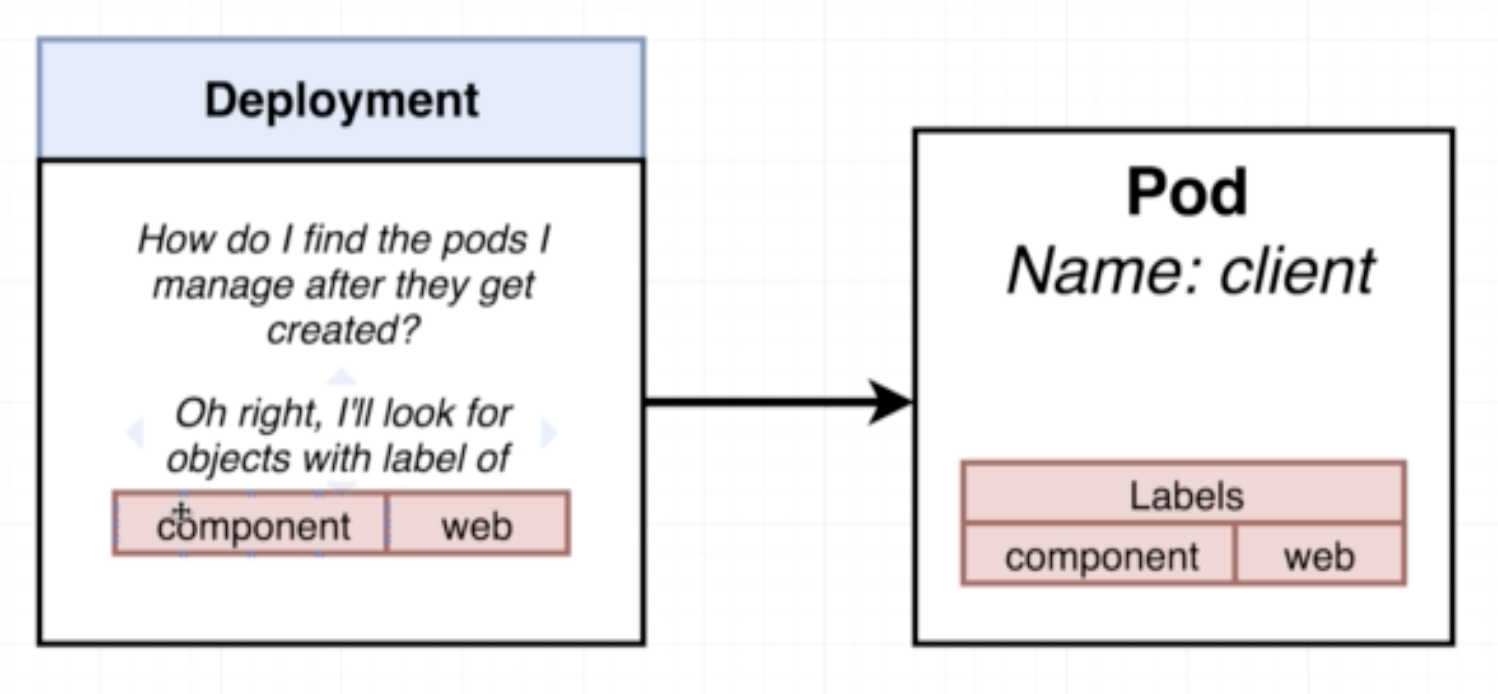 Deployment
How do I find the pods I
manage after they get
created?
Oh right, I'll look for
objects with label of
component web
Pod
Name: client
Labels
component web